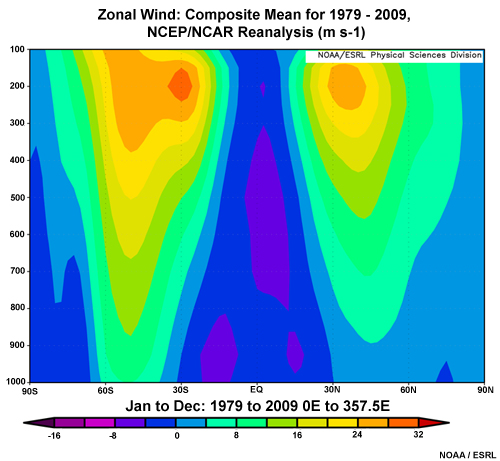 Zonal Wind: Composite Mean for 1979 - 2009,
NCEP/NCAR Reanalysis (m s-1)
NOAA/ESRL Physical Sciences Division
100
200
300
400
500
600
700
800
900
1000
90S 60S 30S EQ 30N 60N 90N
Jan to Dec: 1979 to 2009 0E to 357.5E
-16 -8 0 8 16 24 32
NOAA / ESRL